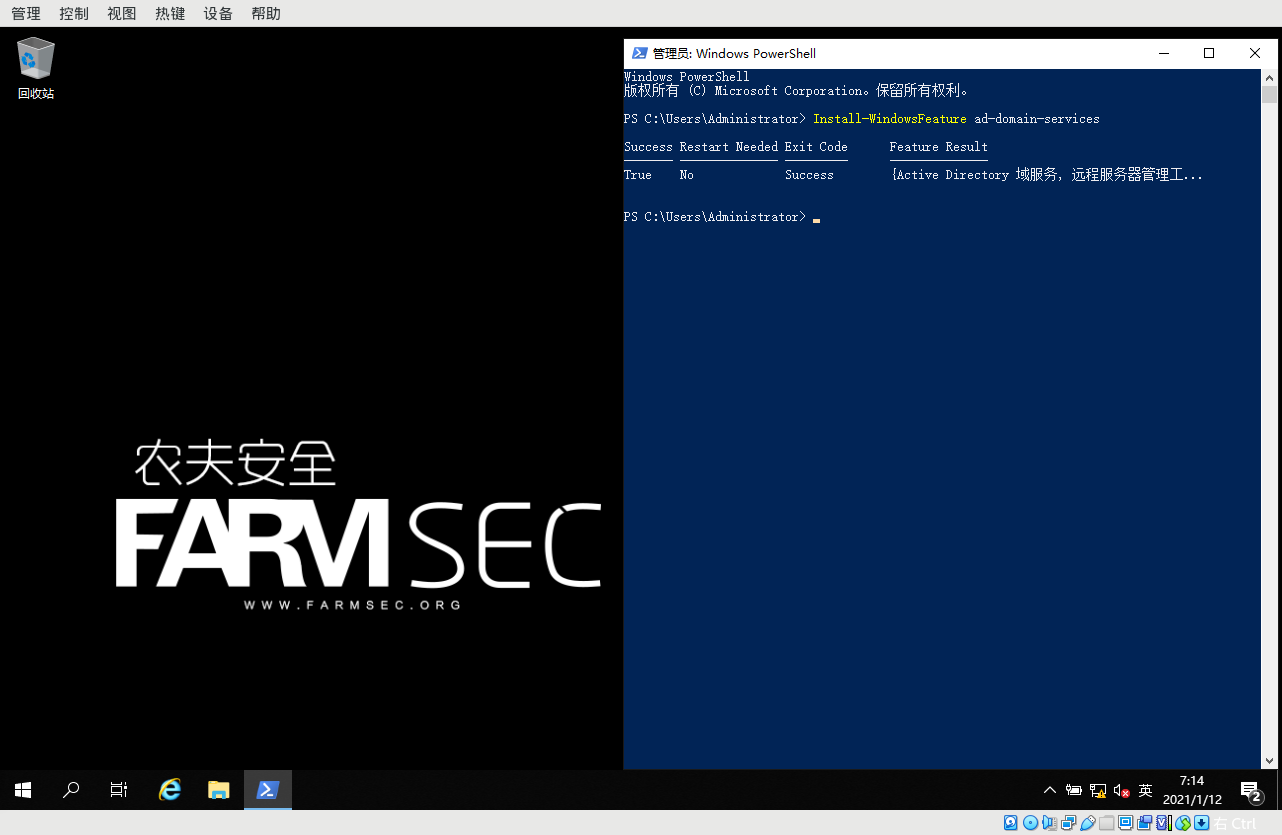 管理 控制 视图 热键 设备 帮助
回收站
管理员: Windows PowerShell
Windows PowerShell
版权所有 (C) Microsoft Corporation。保留所有权利。
PS C:\Users\Administrator> Install-WindowsFeature ad-domain-services
Success Restart Needed Exit Code Feature Result
True No Success {Active Directory 域服务, 远程服务器管理工...
PS C:\Users\Administrator>
农夫安全
FARMSEC
WWW.FARMSEC.ORG
英
7:14
2021/1/12
2
右 Ctrl